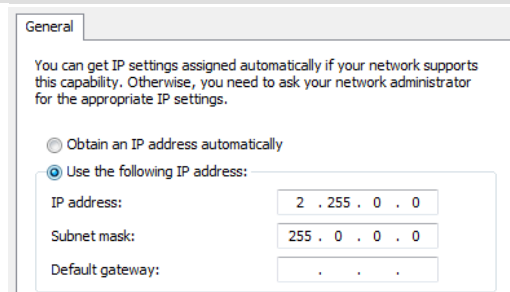 General
You can get IP settings assigned automatically if your network supports
this capability. Otherwise, you need to ask your network administrator
for the appropriate IP settings.
Obtain an IP address automatically
Use the following IP address:
IP address: 2 . 255 . 0 . 0
Subnet mask: 255 . 0 . 0 . 0
Default gateway: . . .